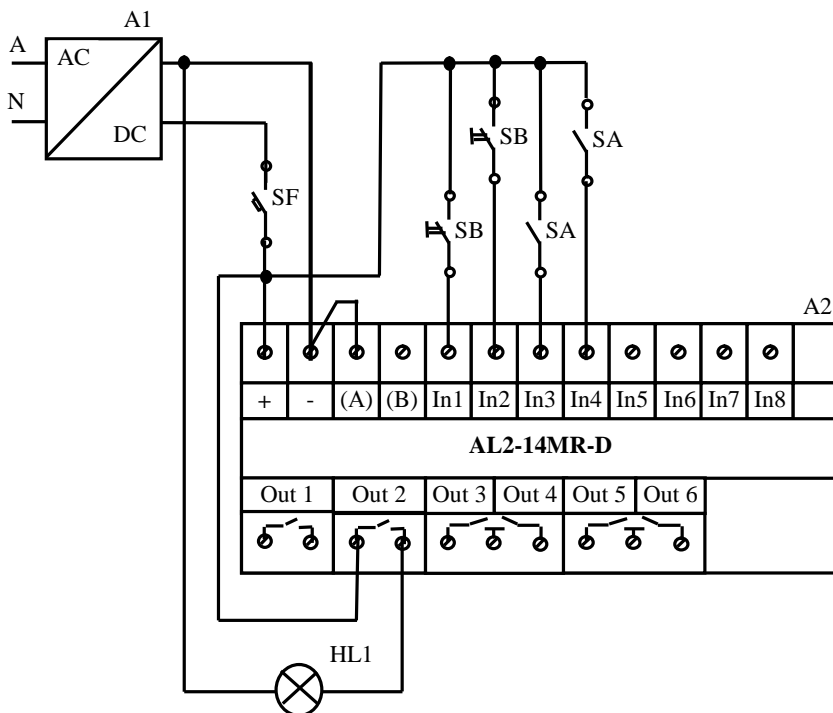 A1
A
AC
N
DC
SF
SB
SA
SB
SA
A2
+ - (A) (B) In1 In2 In3 In4 In5 In6 In7 In8
AL2-14MR-D
Out 1 Out 2 Out 3 Out 4 Out 5 Out 6
HL1